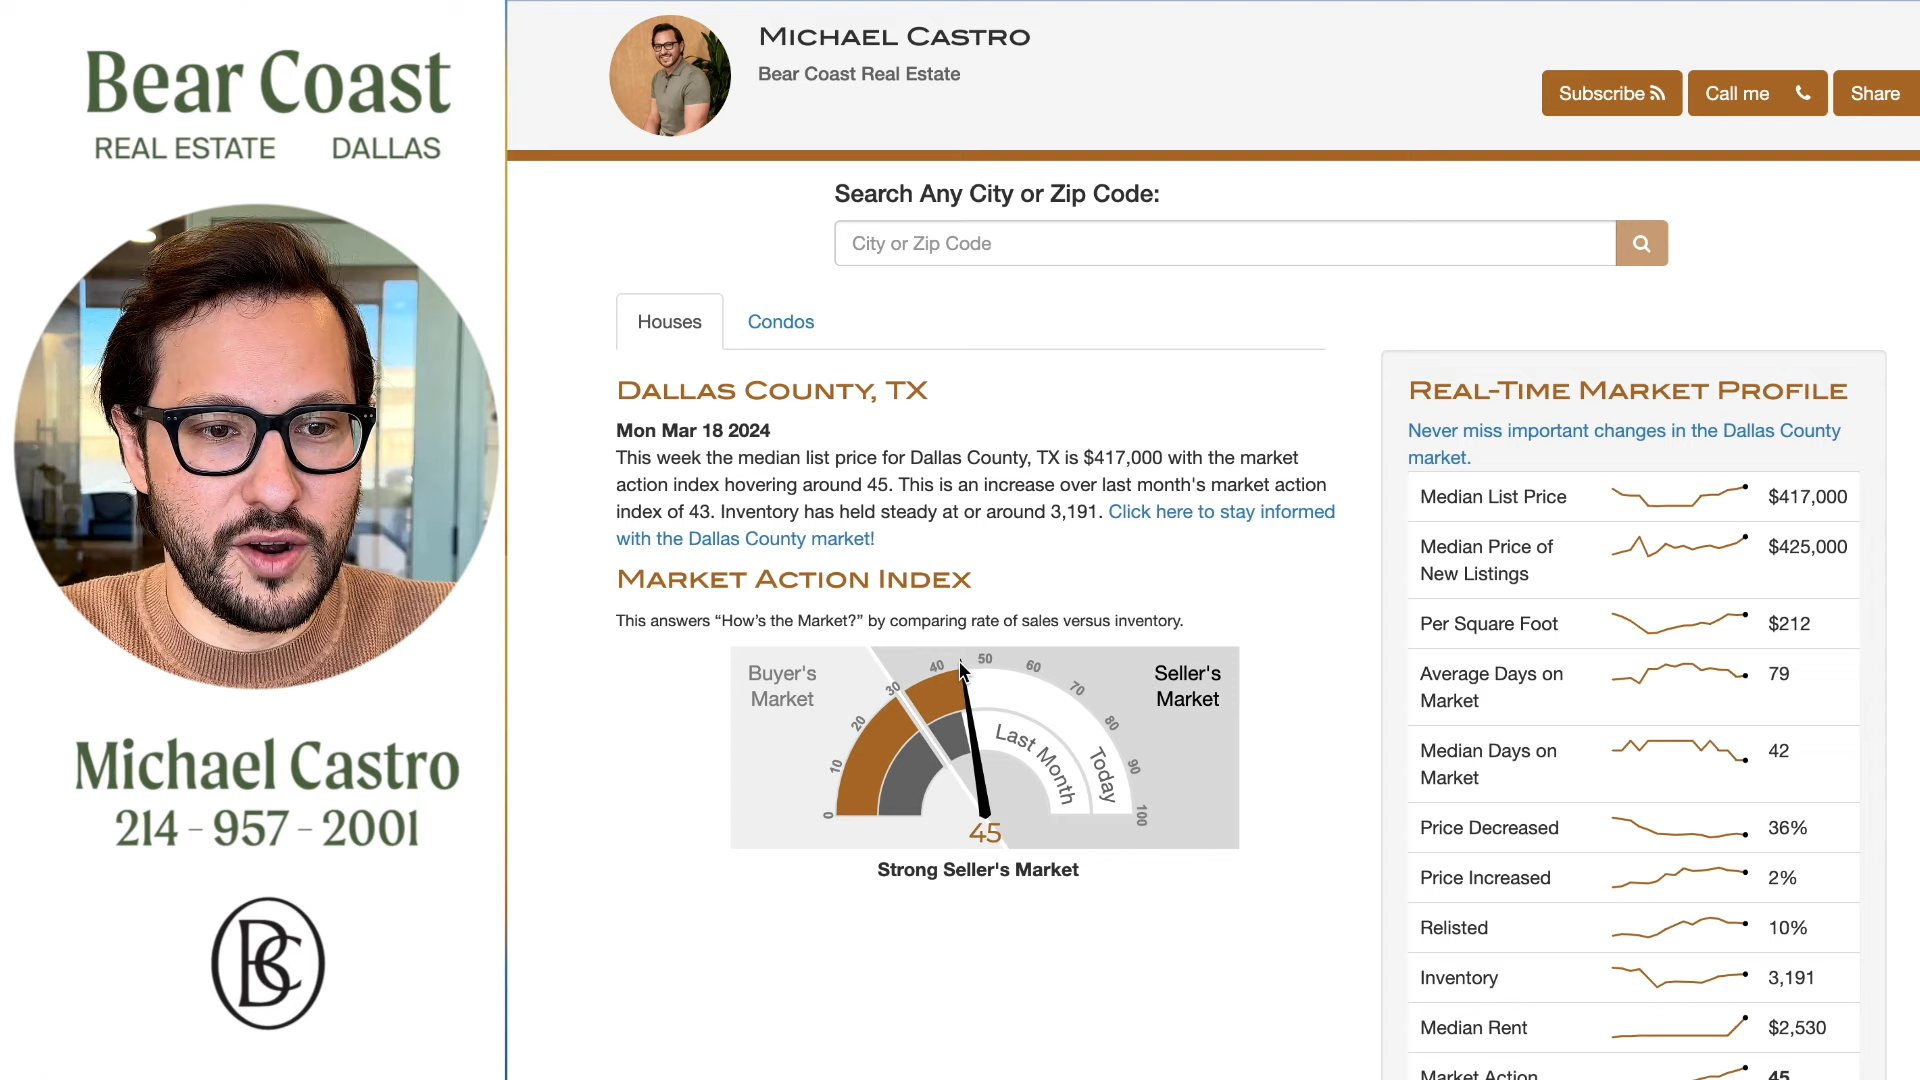 Bear Coast
REAL ESTATE DALLAS
Michael Castro
214 - 957 - 2001
BC
MICHAEL CASTRO
Bear Coast Real Estate
Subscribe
Call me
Share
Search Any City or Zip Code:
City or Zip Code
Houses
Condos
DALLAS COUNTY, TX
Mon Mar 18 2024
This week the median list price for Dallas County, TX is $417,000 with the market
action index hovering around 45. This is an increase over last month's market action
index of 43. Inventory has held steady at or around 3,191. Click here to stay informed
with the Dallas County market!
MARKET ACTION INDEX
This answers “How’s the Market?” by comparing rate of sales versus inventory.
Buyer's
Market
Seller's
Market
0
10
20
30
40
50
60
70
80
90
100
Last Month
Today
45
Strong Seller's Market
REAL-TIME MARKET PROFILE
Never miss important changes in the Dallas County
market.
Median List Price $417,000
Median Price of
New Listings $425,000
Per Square Foot $212
Average Days on
Market 79
Median Days on
Market 42
Price Decreased 36%
Price Increased 2%
Relisted 10%
Inventory 3,191
Median Rent $2,530
Market Action 45